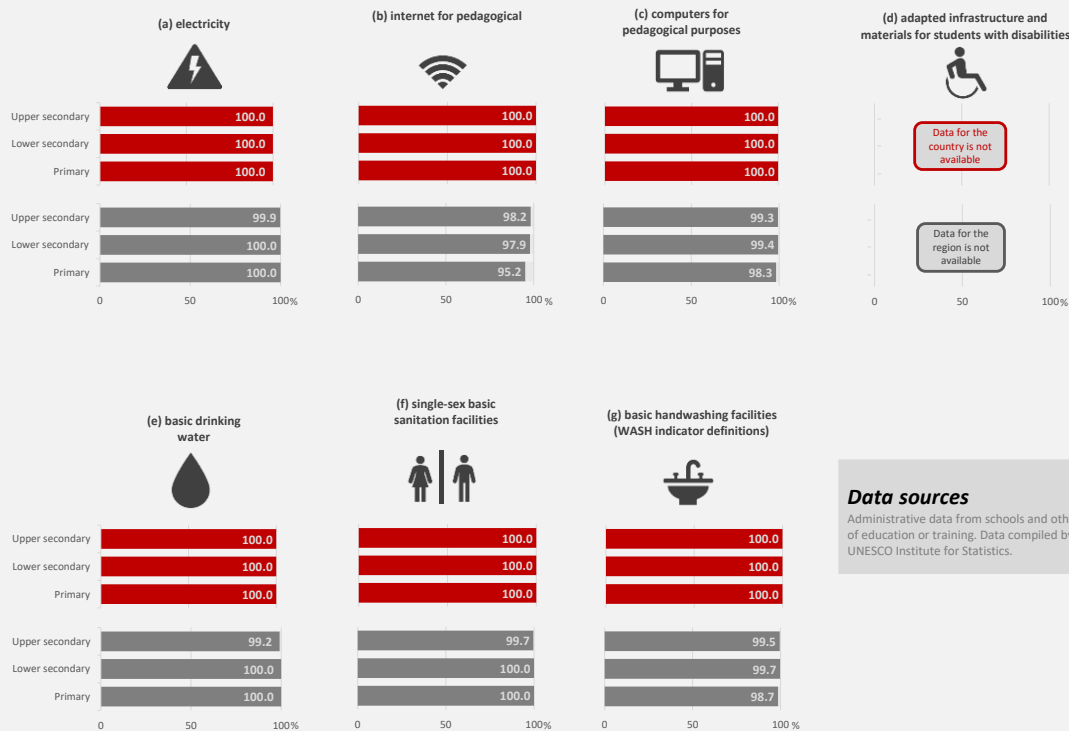 (a) electricity
(b) internet for pedagogical
(c) computers for
pedagogical purposes
(d) adapted infrastructure and
materials for students with disabilities
Upper secondary 100.0 100.0 100.0
Lower secondary 100.0 100.0 100.0
Primary 100.0 100.0 100.0
Data for the
country is not
available
Upper secondary 99.9 98.2 99.3
Lower secondary 100.0 97.9 99.4
Primary 100.0 95.2 98.3
Data for the
region is not
available
0 50 100% 0 50 100% 0 50 100% 0 50 100%
(e) basic drinking
water
(f) single-sex basic
sanitation facilities
(g) basic handwashing facilities
(WASH indicator definitions)
Upper secondary 100.0 100.0 100.0
Lower secondary 100.0 100.0 100.0
Primary 100.0 100.0 100.0
Upper secondary 99.2 99.7 99.5
Lower secondary 100.0 100.0 99.7
Primary 100.0 100.0 98.7
0 50 100% 0 50 100% 0 50 100%
Data sources
Administrative data from schools and oth
of education or training. Data compiled by
UNESCO Institute for Statistics.